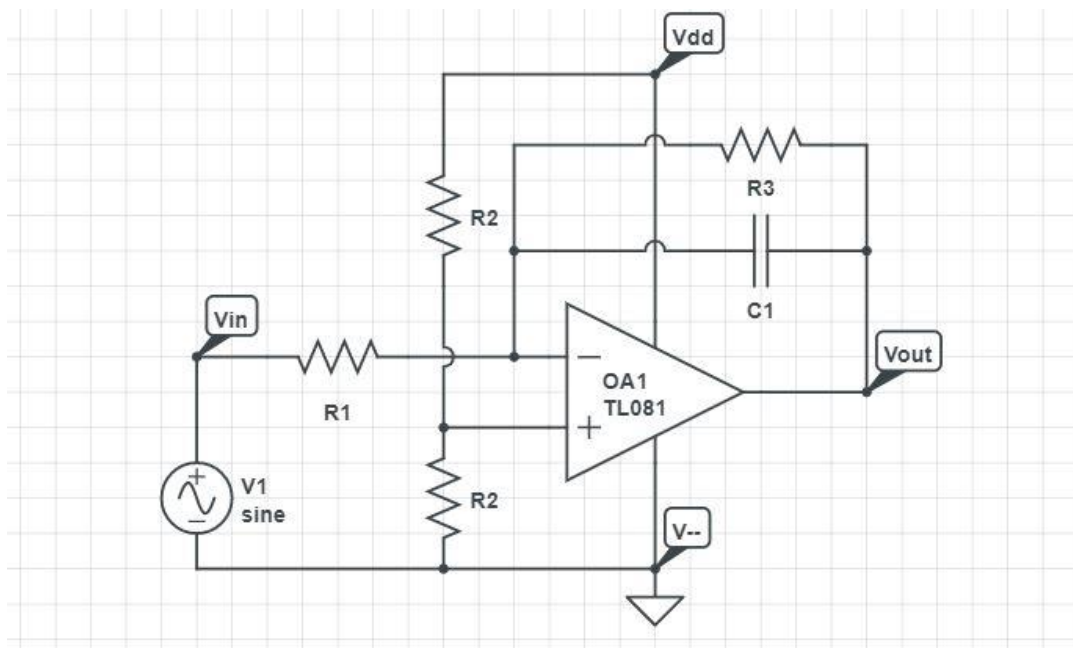 Vdd
R3
R2
C1
Vin
Vout
OA1
TL081
R1
V1
sine
R2
V--